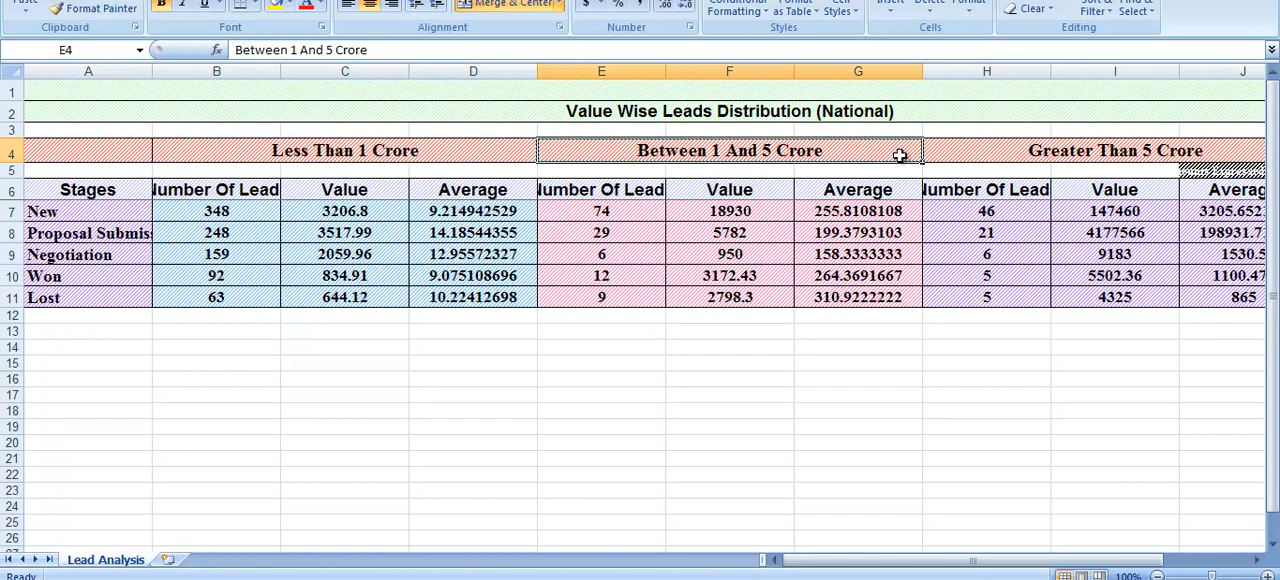 Format Painter
B I U
Merge & Center
$ % ,
Conditional Format Cell
Formatting as Table Styles
Insert Delete Format
Clear
Sort & Find &
Filter Select
Clipboard Font Alignment Number Styles Cells Editing
E4 fx Between 1 And 5 Crore
A B C D E F G H I J
1
2 Value Wise Leads Distribution (National)
3
4 Less Than 1 Crore Between 1 And 5 Crore Greater Than 5 Crore
5
6 Stages Number Of Lead Value Average Number Of Lead Value Average Number Of Lead Value Averag
7 New 348 3206.8 9.214942529 74 18930 255.8108108 46 147460 3205.652
8 Proposal Submis 248 3517.99 14.18544355 29 5782 199.3793103 21 4177566 198931.7
9 Negotiation 159 2059.96 12.95572327 6 950 158.3333333 6 9183 1530.5
10 Won 92 834.91 9.075108696 12 3172.43 264.3691667 5 5502.36 1100.47
11 Lost 63 644.12 10.22412698 9 2798.3 310.9222222 5 4325 865
12
13
14
15
16
17
18
19
20
21
22
23
24
25
26
27
Lead Analysis
Ready 100%